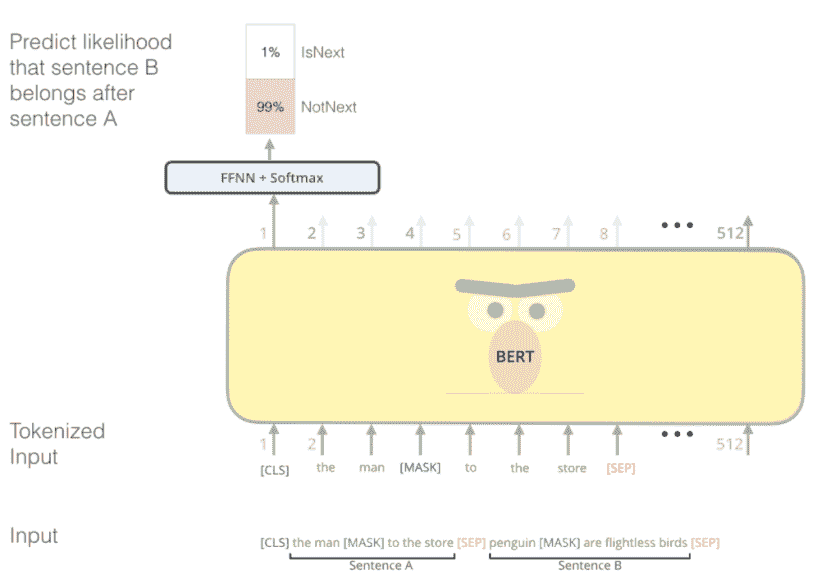 Predict likelihood
that sentence B
belongs after
sentence A
1% IsNext
99% NotNext
FFNN + Softmax
1 2 3 4 5 6 7 8 ••• 512
BERT
Tokenized
Input
1 2 ••• 512
[CLS] the man [MASK] to the store [SEP]
Input
[CLS] the man [MASK] to the store [SEP] penguin [MASK] are flightless birds [SEP]
Sentence A Sentence B